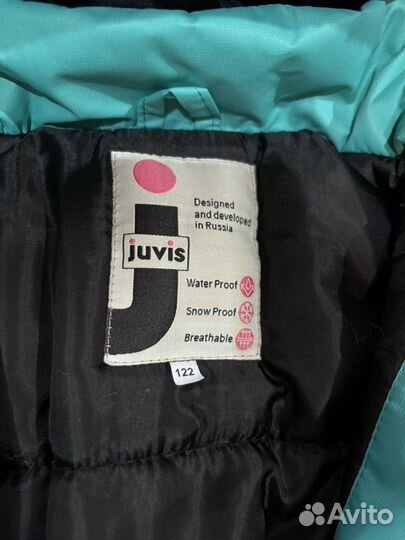 Designed
and developed
in Russia
juvis
Water Proof
Snow Proof
Breathable
122
Avito